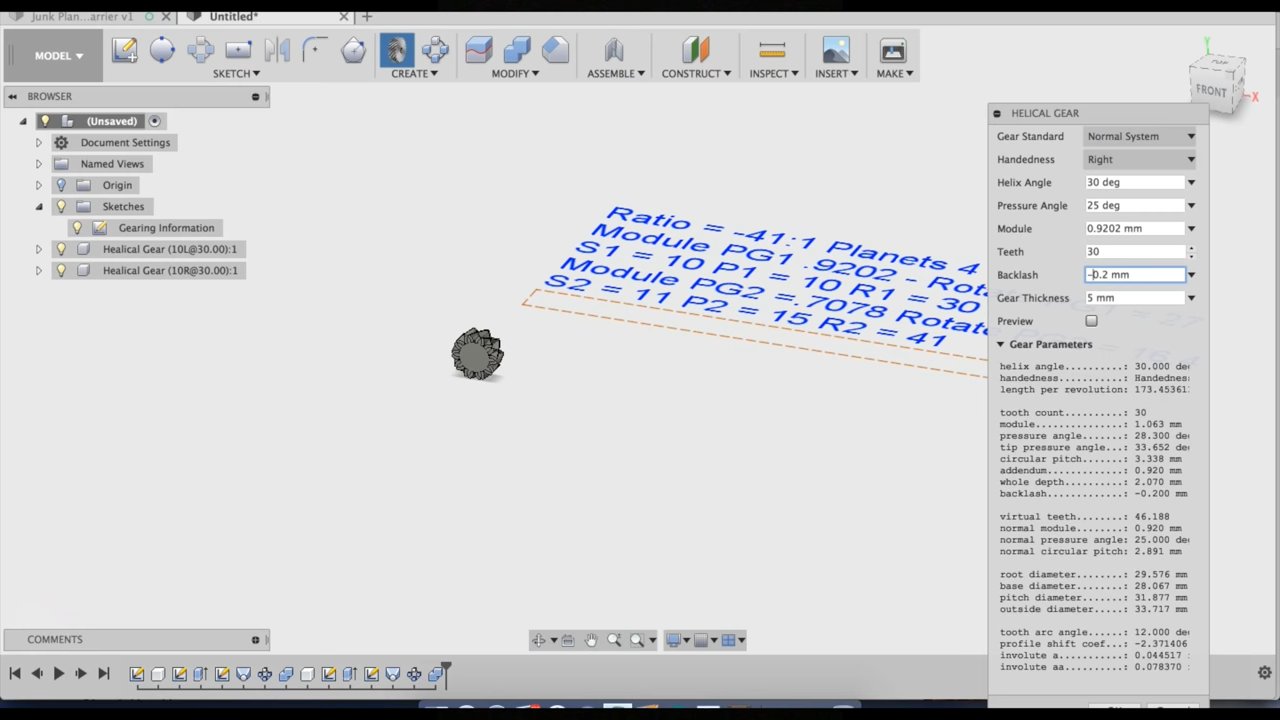 Junk Plan...arrier v1
Untitled*
MODEL
SKETCH
CREATE
MODIFY
ASSEMBLE
CONSTRUCT
INSPECT
INSERT
MAKE
TOP
FRONT
Y
X
BROWSER
(Unsaved)
Document Settings
Named Views
Origin
Sketches
Gearing Information
Healical Gear (10L@30.00):1
Healical Gear (10R@30.00):1
Ratio = -41:1 Planets 4
Module PG1 .9202 - Rot
S1 = 10 P1 = 10 R1 = 30
Module PG2 =.7078 Rotate
S2 = 11 P2 = 15 R2 = 41
HELICAL GEAR
Gear Standard Normal System
Handedness Right
Helix Angle 30 deg
Pressure Angle 25 deg
Module 0.9202 mm
Teeth 30
Backlash -0.2 mm
Gear Thickness 5 mm
Preview
Gear Parameters
helix angle..........: 30.000 de
handedness..........: Handednes
length per revolution: 173.45361
tooth count..........: 30
module...............: 1.063 mm
pressure angle.......: 28.300 de
tip pressure angle...: 33.652 de
circular pitch.......: 3.338 mm
addendum.............: 0.920 mm
whole depth..........: 2.070 mm
backlash.............: -0.200 mm
virtual teeth........: 46.188
normal module........: 0.920 mm
normal pressure angle: 25.000 de
normal circular pitch: 2.891 mm
root diameter........: 29.576 mm
base diameter........: 28.067 mm
pitch diameter.......: 31.877 mm
outside diameter.....: 33.717 mm
tooth arc angle......: 12.000 de
profile shift coef...: -2.371406
involute a...........: 0.044517
involute aa..........: 0.078370
COMMENTS